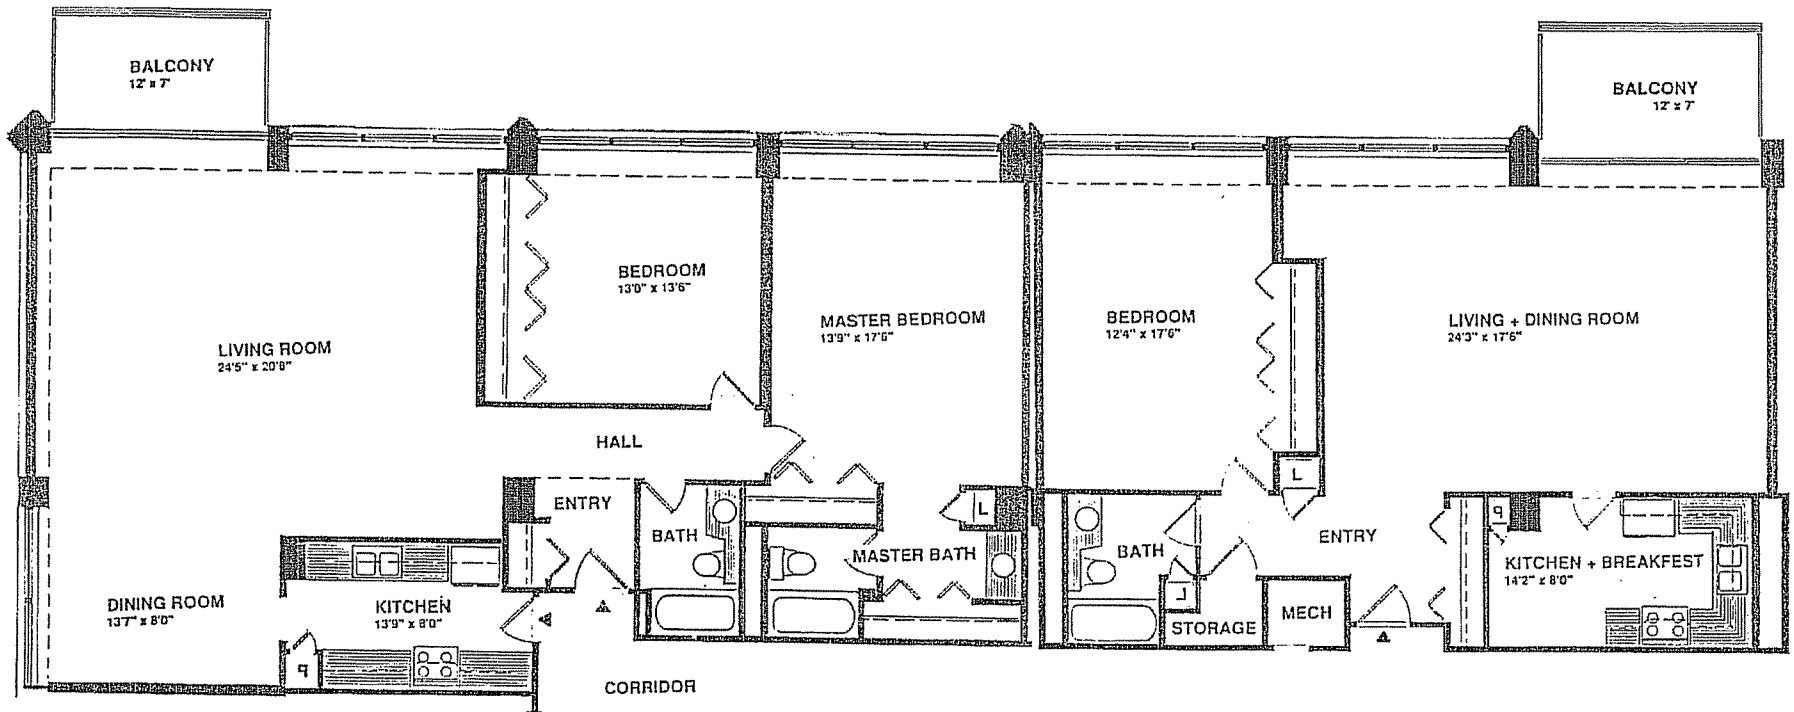 BALCONY
12' x 7'
BALCONY
12' x 7'
BEDROOM
13'0" x 13'6"
MASTER BEDROOM
13'9" x 17'6"
BEDROOM
12'4" x 17'6"
LIVING + DINING ROOM
24'3" x 17'6"
LIVING ROOM
24'5" x 20'8"
HALL
L
ENTRY
L
BATH
MASTER BATH
BATH
ENTRY
P
KITCHEN + BREAKFEST
14'2" x 8'0"
DINING ROOM
13'7" x 8'0"
KITCHEN
13'9" x 8'0"
L
STORAGE
MECH
P
CORRIDOR